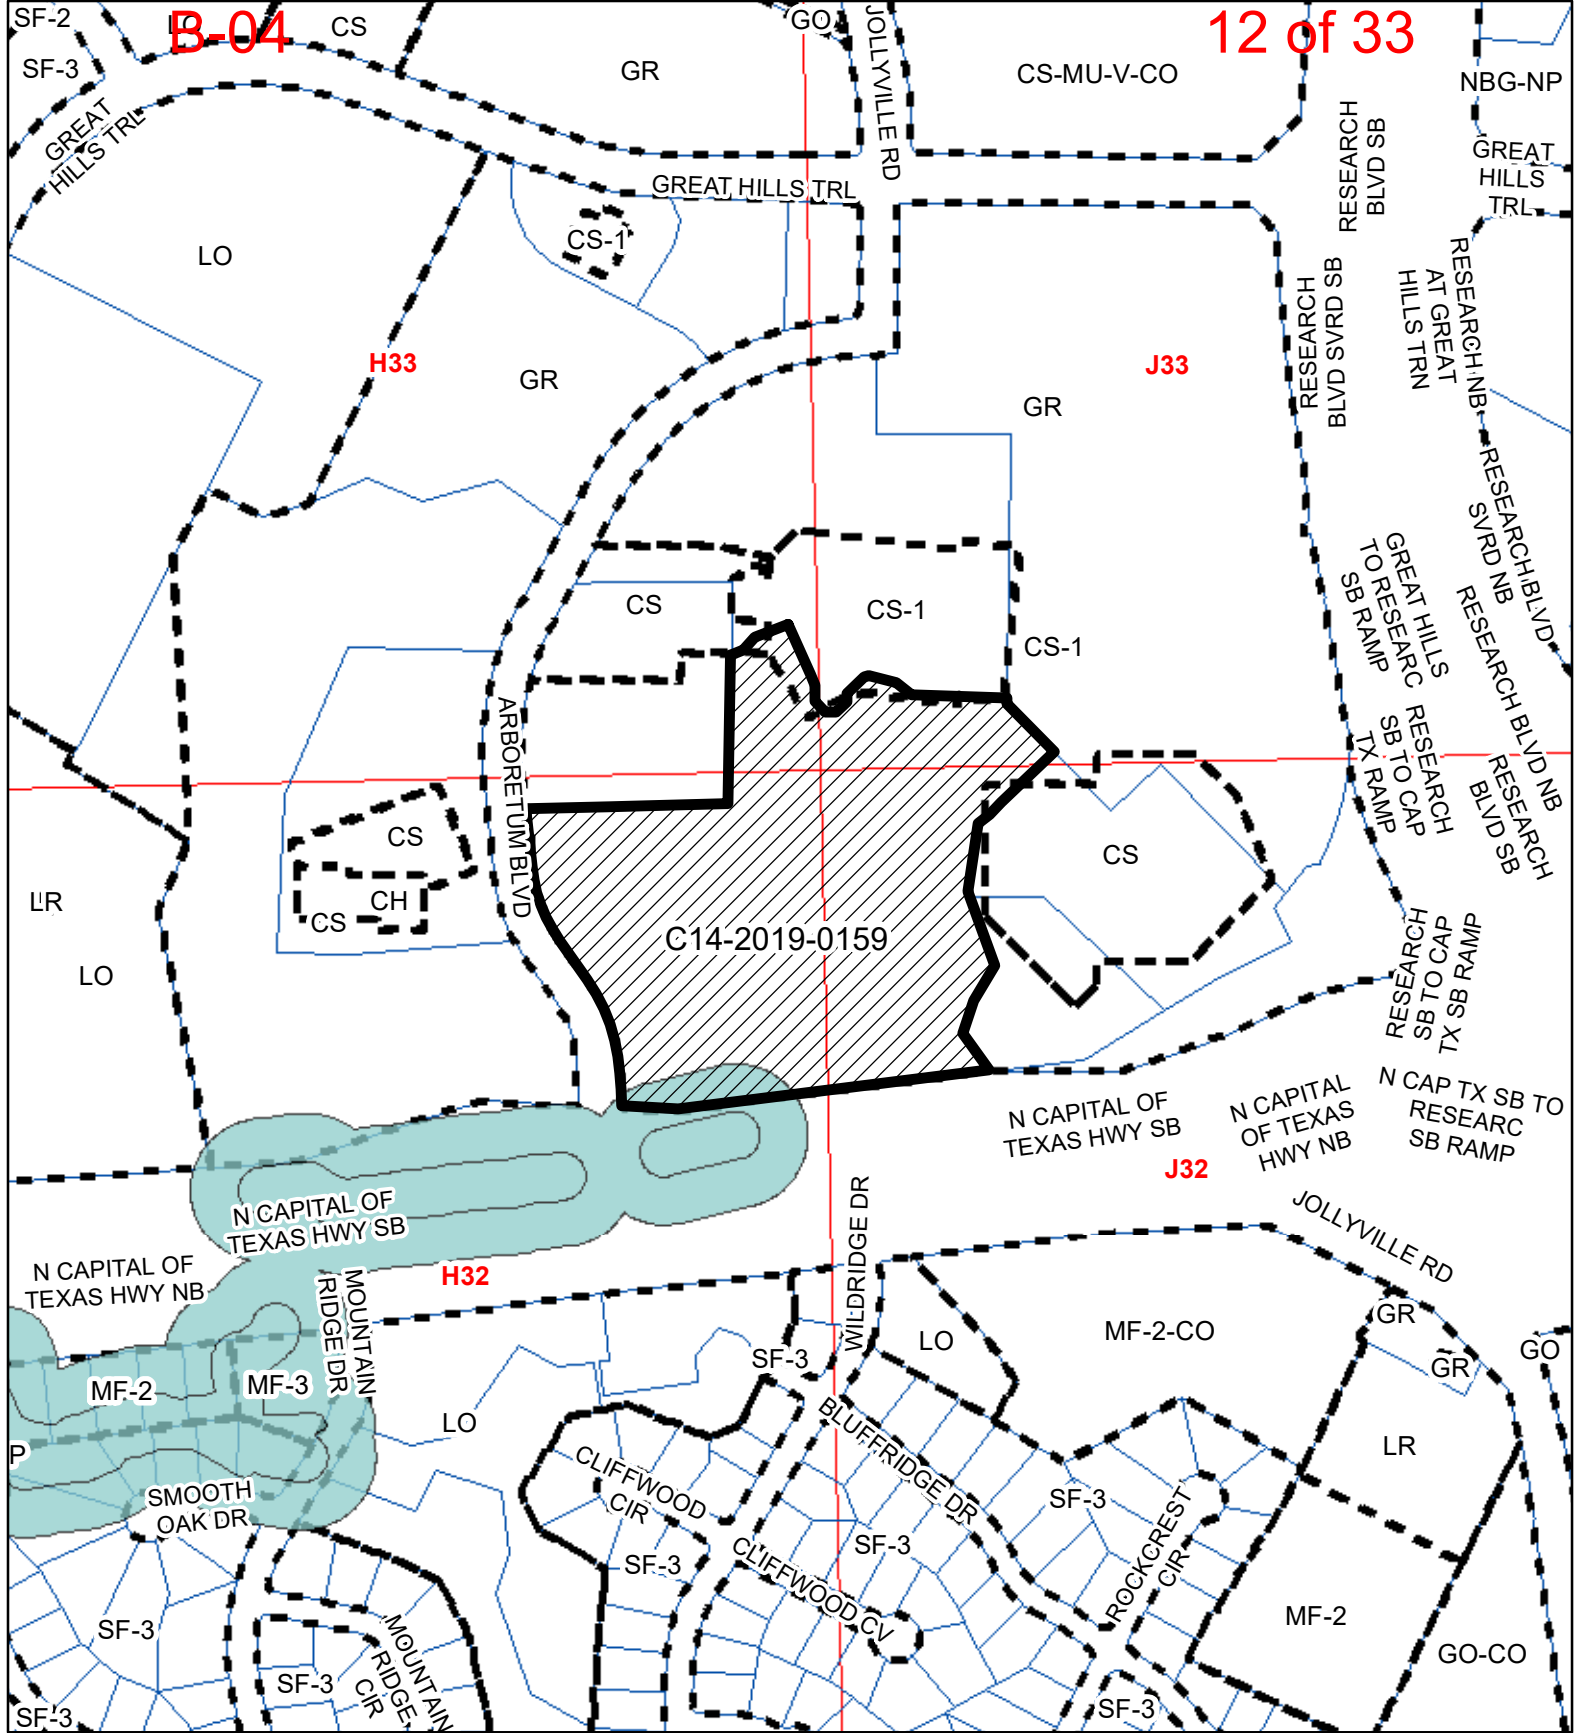 B-04
12 of 33
SF-2
LO
CS
GO
SF-3
GR
JOLLYVILLE RD
CS-MU-V-CO
NBG-NP
GREAT
HILLS TRL
RESEARCH
BLVD SB
GREAT
HILLS
TRL
GREAT HILLS TRL
LO
CS-1
RESEARCH
BLVD SVRD SB
RESEARCH NB
AT GREAT
HILLS TRN
H33
GR
J33
GR
RESEARCH BLVD
SVRD NB
GREAT HILLS
TO RESEARC
SB RAMP
CS
CS-1
CS-1
RESEARCH BLVD NB
ARBORETUM BLVD
RESEARCH
SB TO CAP
TX RAMP
RESEARCH
BLVD SB
CS
CS
CH
CS
LR
LO
C14-2019-0159
RESEARCH
SB TO CAP
TX SB RAMP
N CAPITAL OF
TEXAS HWY SB
N CAPITAL
OF TEXAS
HWY NB
N CAP TX SB TO
RESEARC
SB RAMP
J32
N CAPITAL OF
TEXAS HWY SB
N CAPITAL OF
TEXAS HWY NB
H32
MOUNTAIN
RIDGE DR
WILDRIDGE DR
JOLLYVILLE RD
MF-2
MF-3
SF-3
LO
MF-2-CO
GR
GR
GO
P
LO
BLUFFRIDGE DR
LR
SMOOTH
OAK DR
CLIFFWOOD
CIR
SF-3
SF-3
SF-3
CLIFFWOOD CV
ROCKCREST
CIR
SF-3
MOUNTAIN
RIDGE
CIR
SF-3
MF-2
GO-CO
SF-3
SF-3